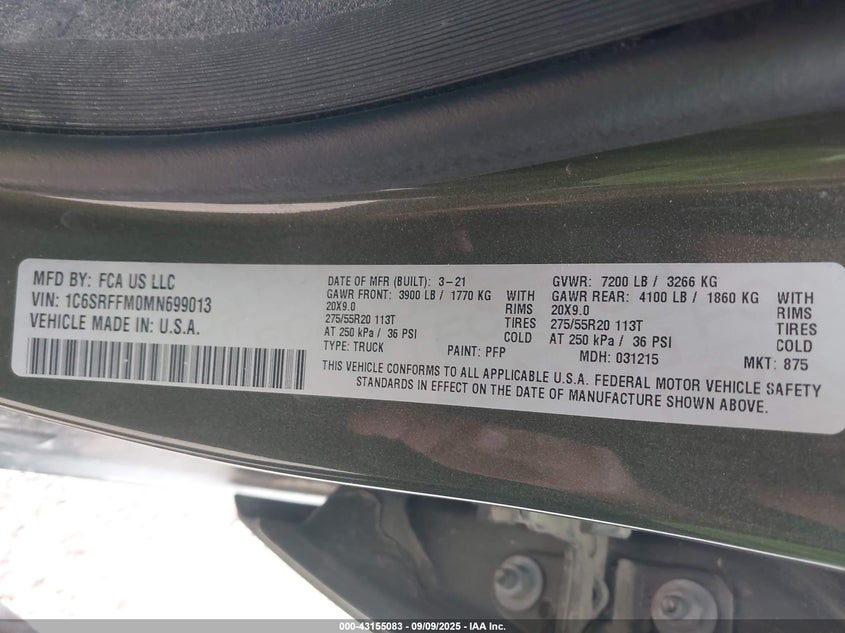 MFD BY: FCA US LLC
VIN: 1C6SRFFM0MN699013
VEHICLE MADE IN: U.S.A.
DATE OF MFR (BUILT): 3-21
GAWR FRONT: 3900 LB / 1770 KG WITH
20X9.0 RIMS
275/55R20 113T TIRES
AT 250 kPa / 36 PSI COLD
TYPE: TRUCK PAINT: PFP
GVWR: 7200 LB / 3266 KG
GAWR REAR: 4100 LB / 1860 KG WITH
20X9.0 RIMS
275/55R20 113T TIRES
AT 250 kPa / 36 PSI COLD
MDH: 031215 MKT: 875
THIS VEHICLE CONFORMS TO ALL APPLICABLE U.S.A. FEDERAL MOTOR VEHICLE SAFETY
STANDARDS IN EFFECT ON THE DATE OF MANUFACTURE SHOWN ABOVE.
000-43155083 - 09/09/2025 - IAA Inc.